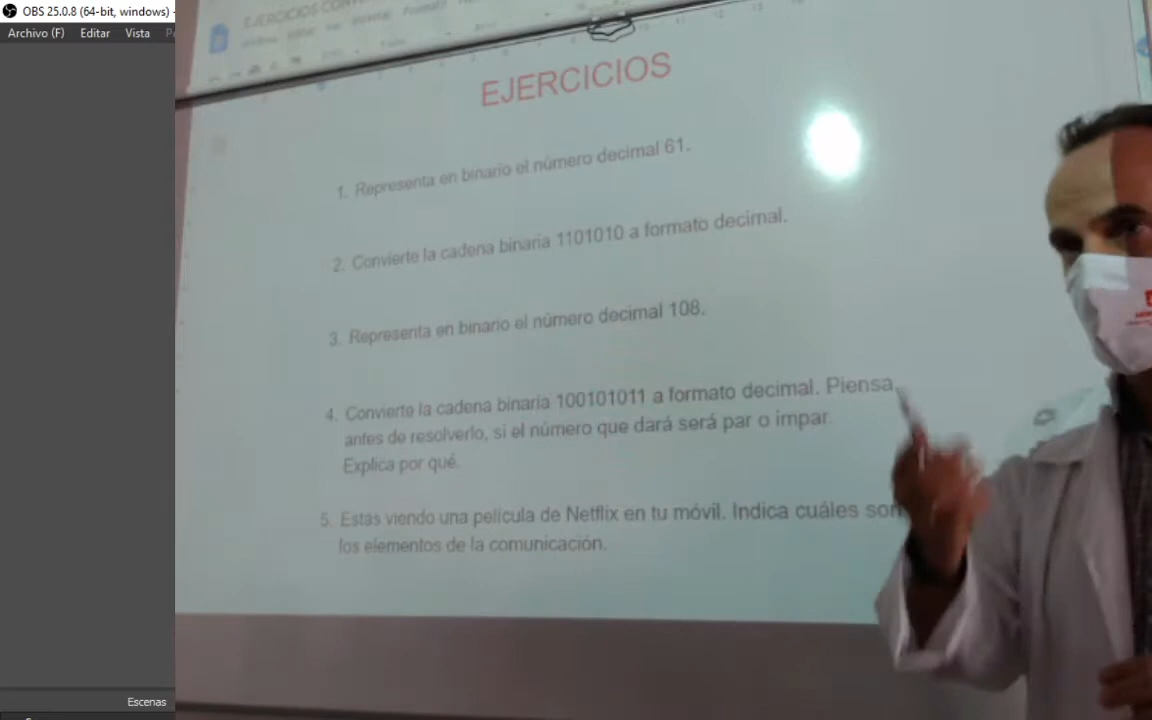 OBS 25.0.8 (64-bit, windows) -
Archivo (F) Editar Vista
EJERCICIOS
EJERCICIOS
1. Representa en binario el número decimal 61.
2. Convierte la cadena binaria 1101010 a formato decimal.
3. Representa en binario el número decimal 108.
4. Convierte la cadena binaria 100101011 a formato decimal. Piensa,
antes de resolverlo, si el número que dará será par o impar.
Explica por qué.
5. Estás viendo una película de Netflix en tu móvil. Indica cuáles son
los elementos de la comunicación.
Escenas